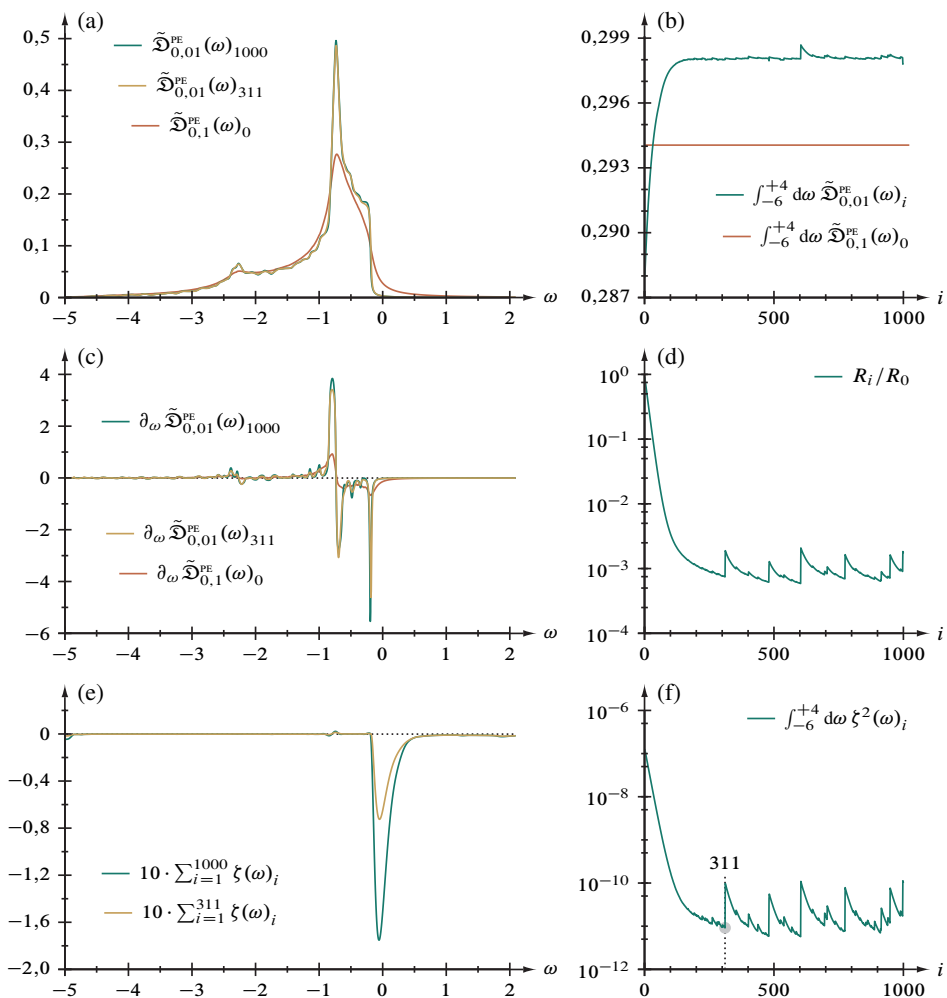 (a)
0,5
0,4
0,3
0,2
0,1
0
𝔇̃^PE_0,01(ω)_1000
𝔇̃^PE_0,01(ω)_311
𝔇̃^PE_0,1(ω)_0
−5 −4 −3 −2 −1 0 1 2 ω
(b)
0,299
0,296
0,293
0,290
0,287
∫_−6^+4 dω 𝔇̃^PE_0,01(ω)_i
∫_−6^+4 dω 𝔇̃^PE_0,1(ω)_0
0 500 1000 i
(c)
4
2
0
−2
−4
−6
∂_ω 𝔇̃^PE_0,01(ω)_1000
∂_ω 𝔇̃^PE_0,01(ω)_311
∂_ω 𝔇̃^PE_0,1(ω)_0
−5 −4 −3 −2 −1 0 1 2 ω
(d)
10^0
10^−1
10^−2
10^−3
10^−4
R_i/R_0
0 500 1000 i
(e)
0
−0,4
−0,8
−1,2
−1,6
−2,0
10 · ∑_i=1^1000 ζ(ω)_i
10 · ∑_i=1^311 ζ(ω)_i
−5 −4 −3 −2 −1 0 1 2 ω
(f)
10^−6
10^−8
10^−10
10^−12
∫_−6^+4 dω ζ^2(ω)_i
311
0 500 1000 i